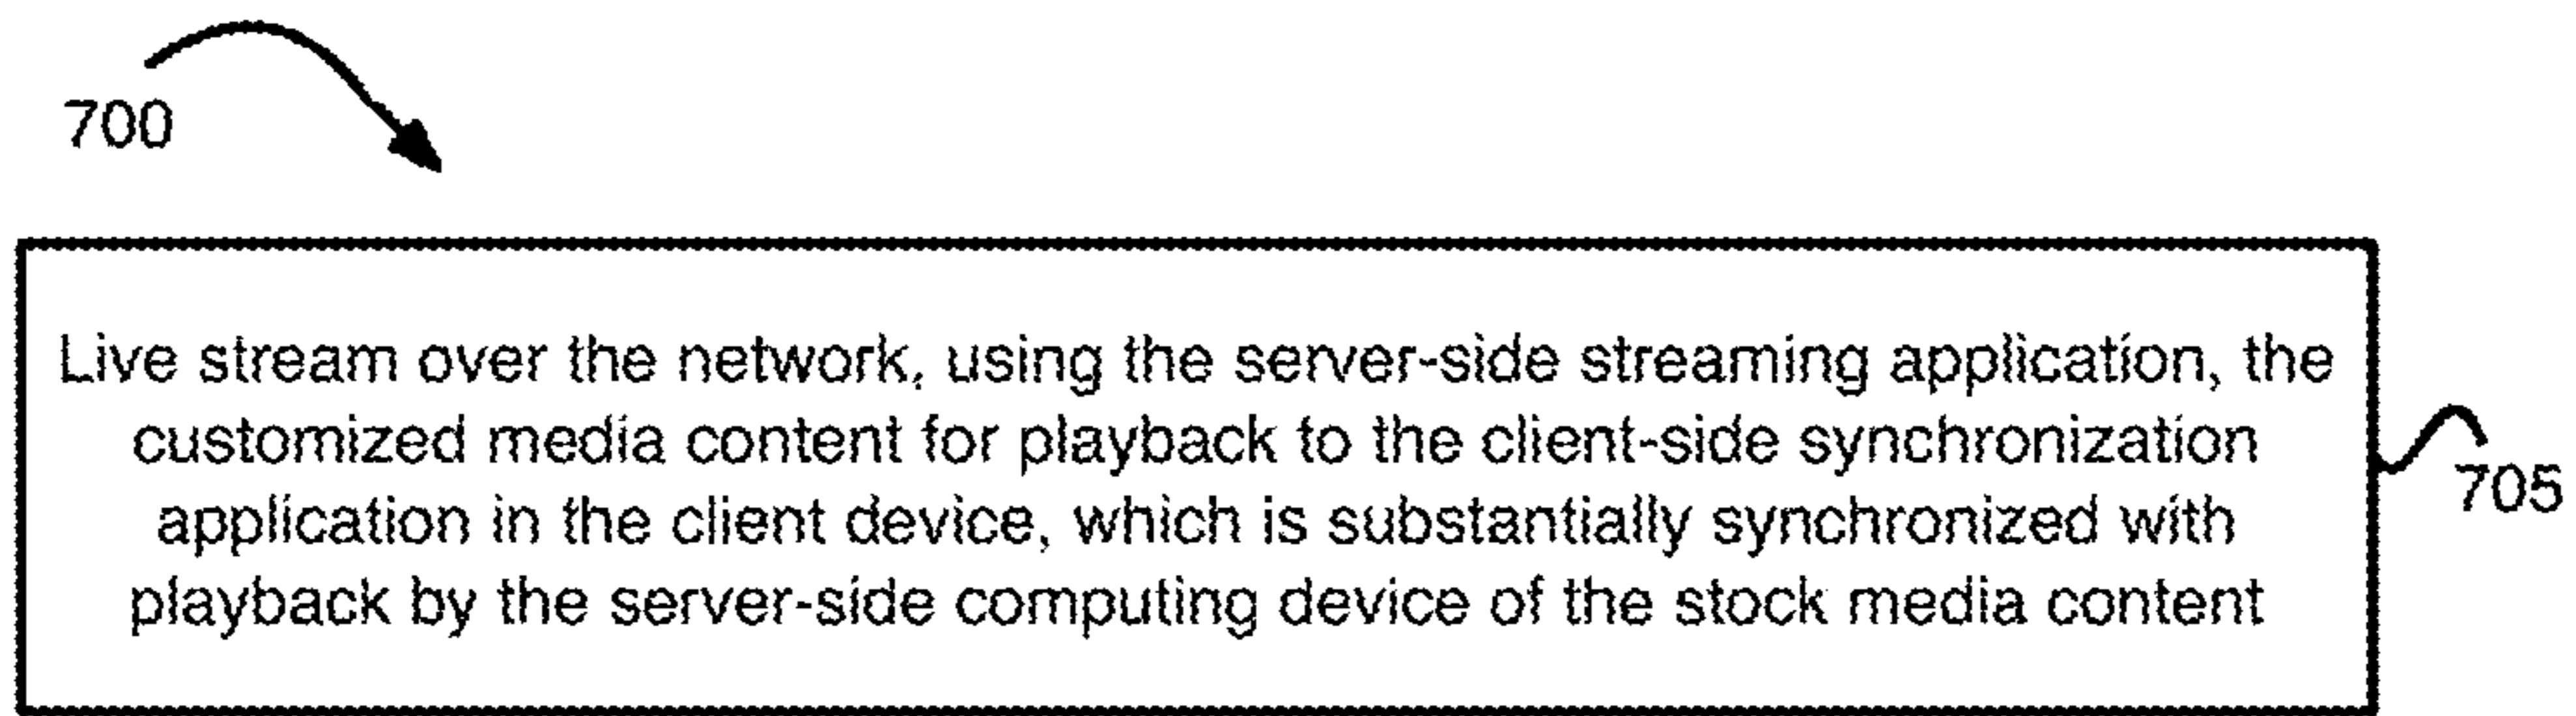 700
Live stream over the network, using the server-side streaming application, the
customized media content for playback to the client-side synchronization
application in the client device, which is substantially synchronized with
playback by the server-side computing device of the stock media content
705